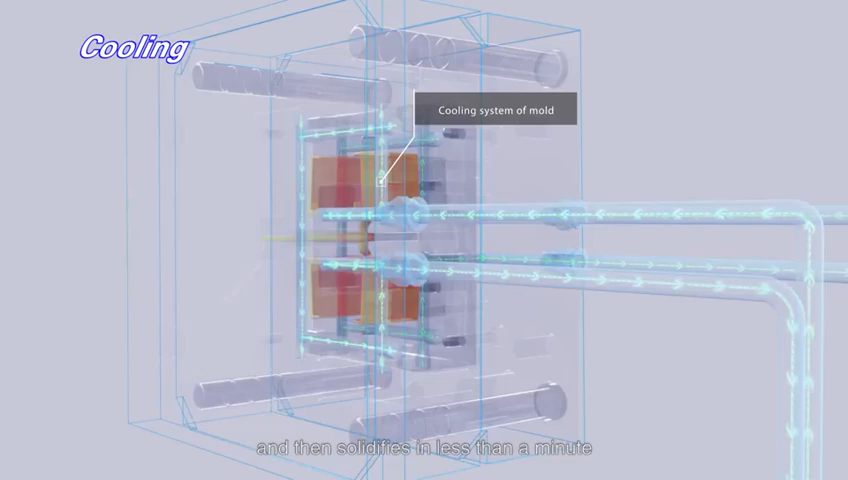 Cooling
Cooling system of mold
and then solidifies in less than a minute